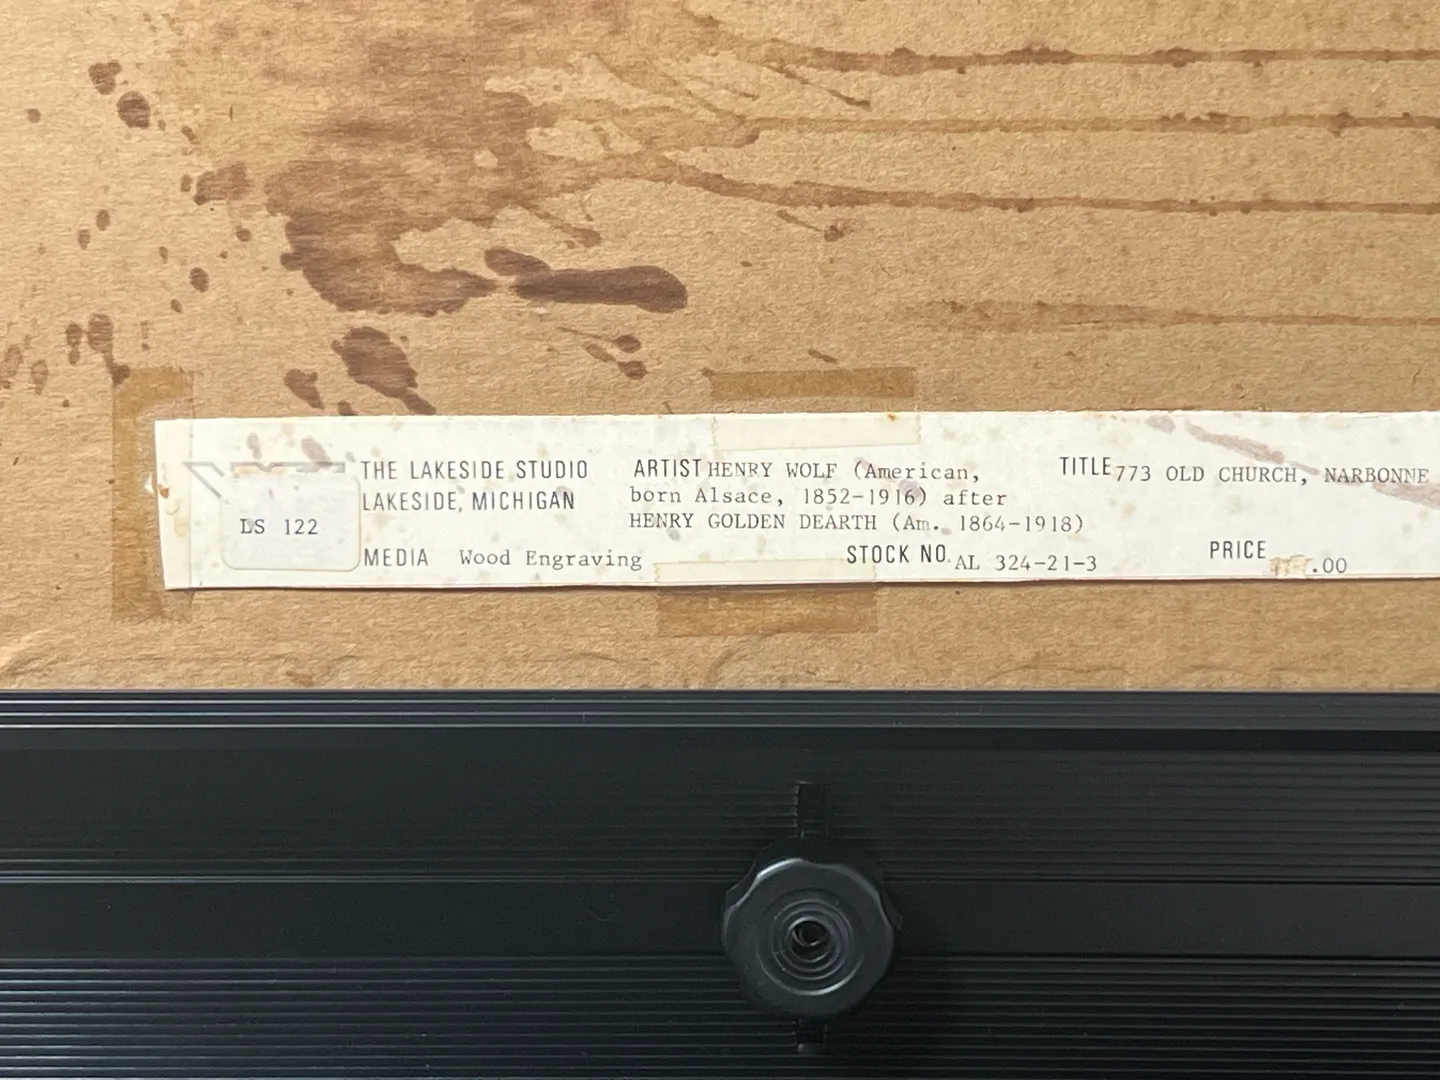 THE LAKESIDE STUDIO
LAKESIDE, MICHIGAN
LS 122
MEDIA Wood Engraving
ARTIST HENRY WOLF (American,
born Alsace, 1852-1916) after
HENRY GOLDEN DEARTH (Am. 1864-1918)
STOCK NO. AL 324-21-3
TITLE 773 OLD CHURCH, NARBONNE
PRICE .00